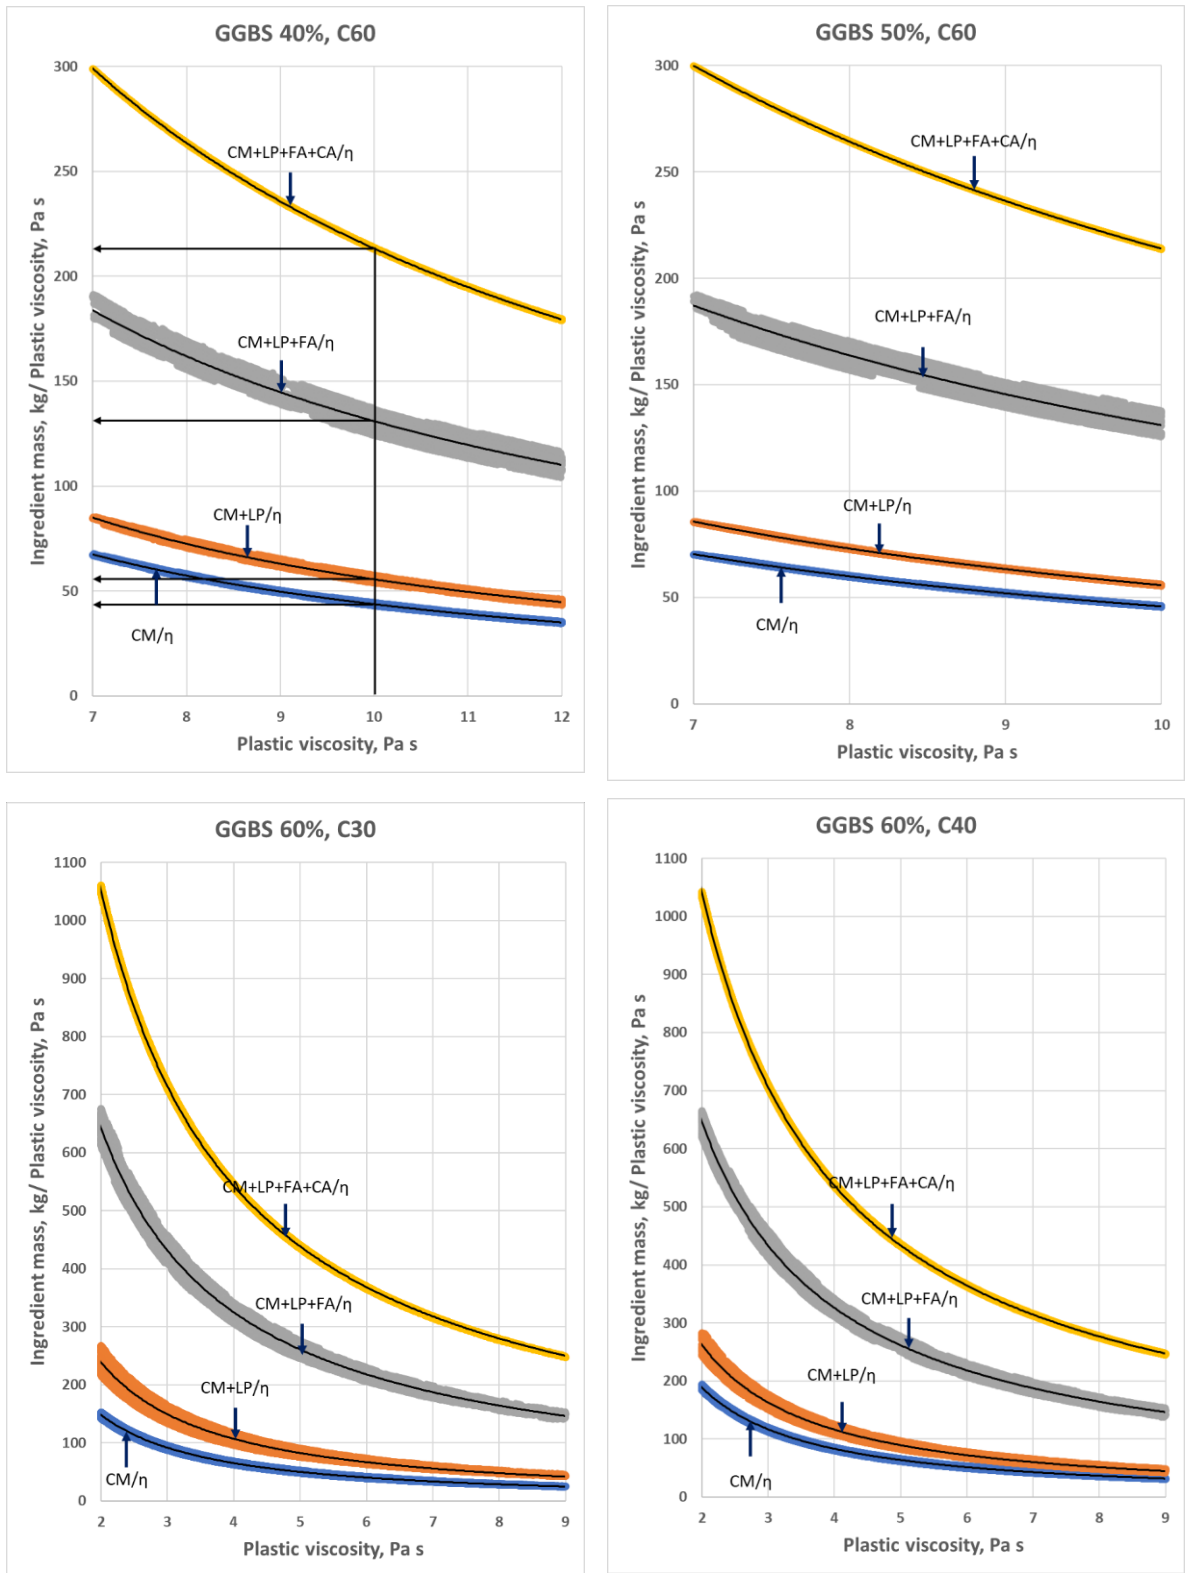 GGBS 40%, C60
Ingredient mass, kg/ Plastic viscosity, Pa s
300
250
200
150
100
50
0
CM+LP+FA+CA/η
CM+LP+FA/η
CM+LP/η
CM/η
7 8 9 10 11 12
Plastic viscosity, Pa s
GGBS 50%, C60
Ingredient mass, kg/ Plastic viscosity, Pa s
300
250
200
150
100
50
0
CM+LP+FA+CA/η
CM+LP+FA/η
CM+LP/η
CM/η
7 8 9 10
Plastic viscosity, Pa s
GGBS 60%, C30
Ingredient mass, kg/ Plastic viscosity, Pa s
1100
1000
900
800
700
600
500
400
300
200
100
0
CM+LP+FA+CA/η
CM+LP+FA/η
CM+LP/η
CM/η
2 3 4 5 6 7 8 9
Plastic viscosity, Pa s
GGBS 60%, C40
Ingredient mass, kg/ Plastic viscosity, Pa s
1100
1000
900
800
700
600
500
400
300
200
100
0
CM+LP+FA+CA/η
CM+LP+FA/η
CM+LP/η
CM/η
2 3 4 5 6 7 8 9
Plastic viscosity, Pa s